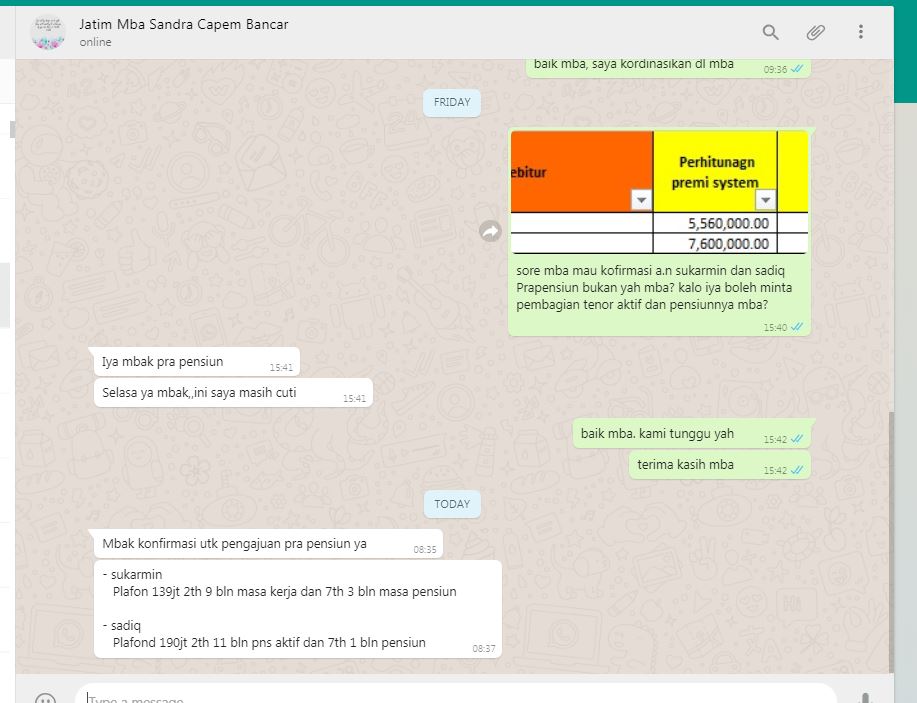 Jatim Mba Sandra Capem Bancar
online
baik mba, saya kordinasikan dl mba
09:36
FRIDAY
ebitur
Perhitunagn
premi system
5,560,000.00
7,600,000.00
sore mba mau kofirmasi a.n sukarmin dan sadiq
Prapensiun bukan yah mba? kalo iya boleh minta
pembagian tenor aktif dan pensiunnya mba?
15:40
Iya mbak pra pensiun
15:41
Selasa ya mbak,,ini saya masih cuti
15:41
baik mba. kami tunggu yah
15:42
terima kasih mba
15:42
TODAY
Mbak konfirmasi utk pengajuan pra pensiun ya
08:35
- sukarmin
Plafon 139jt 2th 9 bln masa kerja dan 7th 3 bln masa pensiun
- sadiq
Plafond 190jt 2th 11 bln pns aktif dan 7th 1 bln pensiun
08:37
Type a message